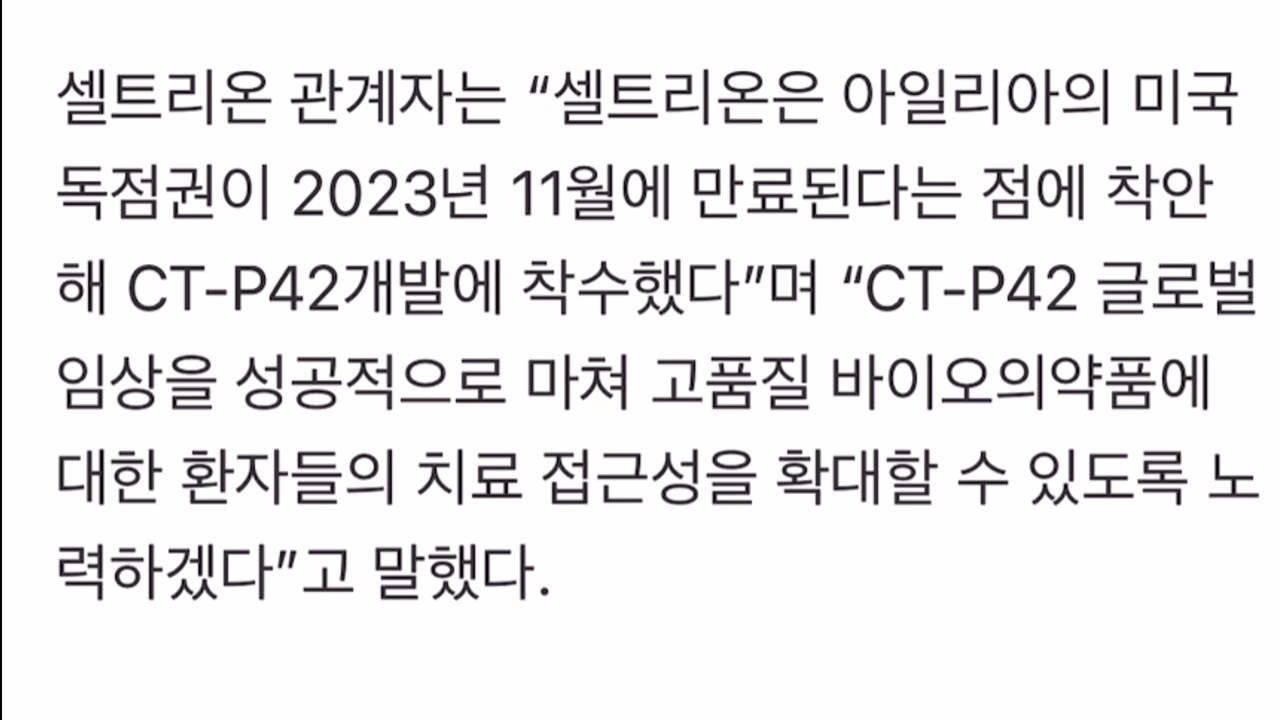 셀트리온 관계자는 “셀트리온은 아일리아의 미국
독점권이 2023년 11월에 만료된다는 점에 착안
해 CT-P42개발에 착수했다”며 “CT-P42 글로벌
임상을 성공적으로 마쳐 고품질 바이오의약품에
대한 환자들의 치료 접근성을 확대할 수 있도록 노
력하겠다”고 말했다.